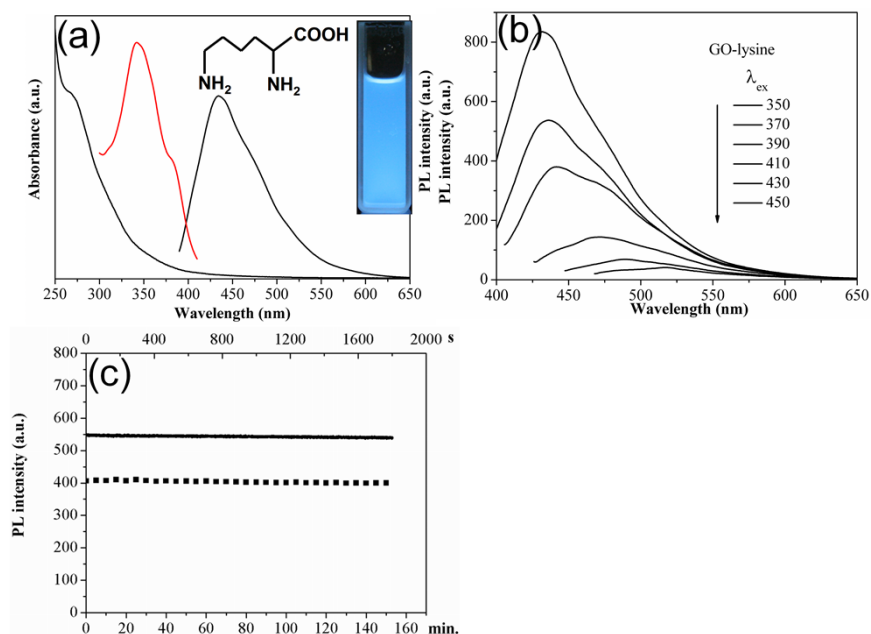 (a)
COOH
NH2 NH2
Absorbance (a.u.)
PL intensity (a.u.)
250 300 350 400 450 500 550 600 650
Wavelength (nm)
(b)
GO-lysine
λex
350
370
390
410
430
450
PL intensity (a.u.)
800
600
400
200
0
400 450 500 550 600 650
Wavelength (nm)
(c)
0 400 800 1200 1600 2000 s
PL intensity (a.u.)
800
700
600
500
400
300
200
100
0
0 20 40 60 80 100 120 140 160 min.